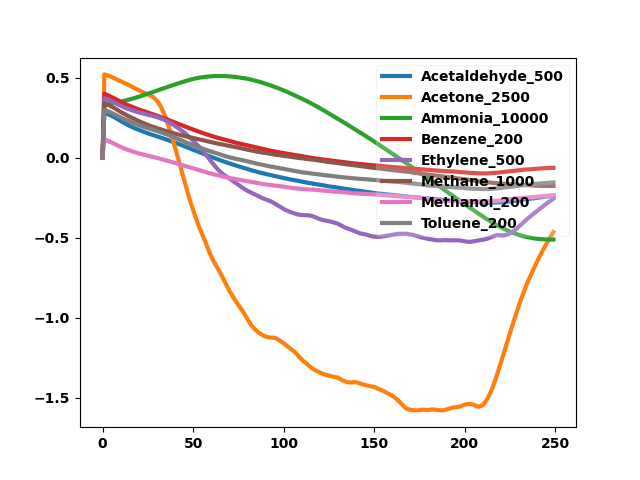 0.5
0.0
−0.5
−1.0
−1.5
0
50
100
150
200
250
Acetaldehyde_500
Acetone_2500
Ammonia_10000
Benzene_200
Ethylene_500
Methane_1000
Methanol_200
Toluene_200